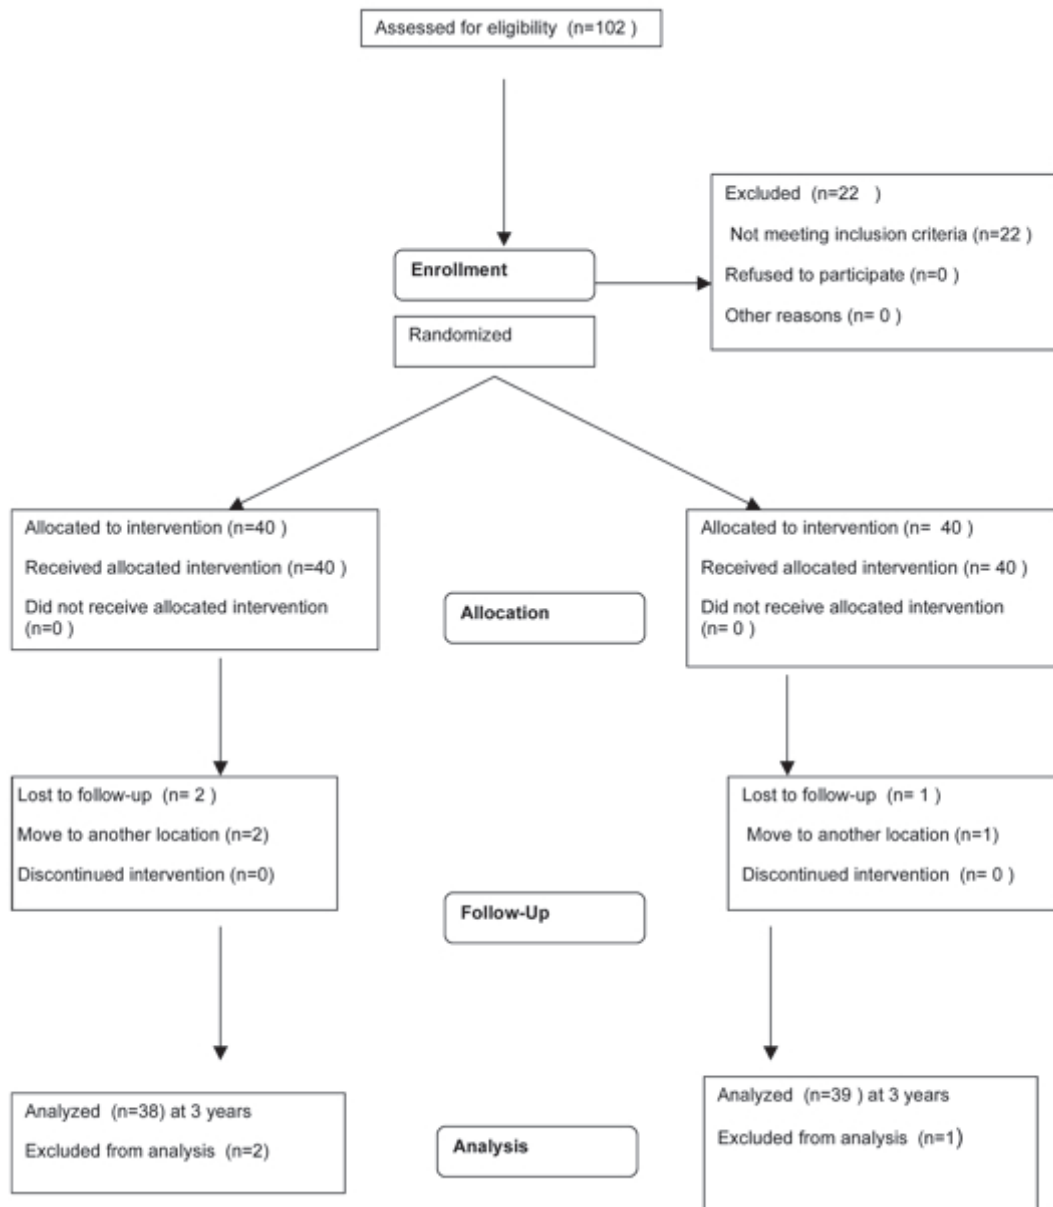 Assessed for eligibility (n=102 )
Excluded (n=22 )
Not meeting inclusion criteria (n=22 )
Refused to participate (n=0 )
Other reasons (n= 0 )
Enrollment
Randomized
Allocated to intervention (n=40 )
Received allocated intervention (n=40 )
Did not receive allocated intervention
(n=0 )
Allocated to intervention (n= 40 )
Received allocated intervention (n= 40 )
Did not receive allocated intervention
(n= 0 )
Allocation
Lost to follow-up (n= 2 )
Move to another location (n=2)
Discontinued intervention (n=0)
Lost to follow-up (n= 1 )
Move to another location (n=1)
Discontinued intervention (n= 0 )
Follow-Up
Analyzed (n=38) at 3 years
Excluded from analysis (n=2)
Analyzed (n=39 ) at 3 years
Excluded from analysis (n=1)
Analysis